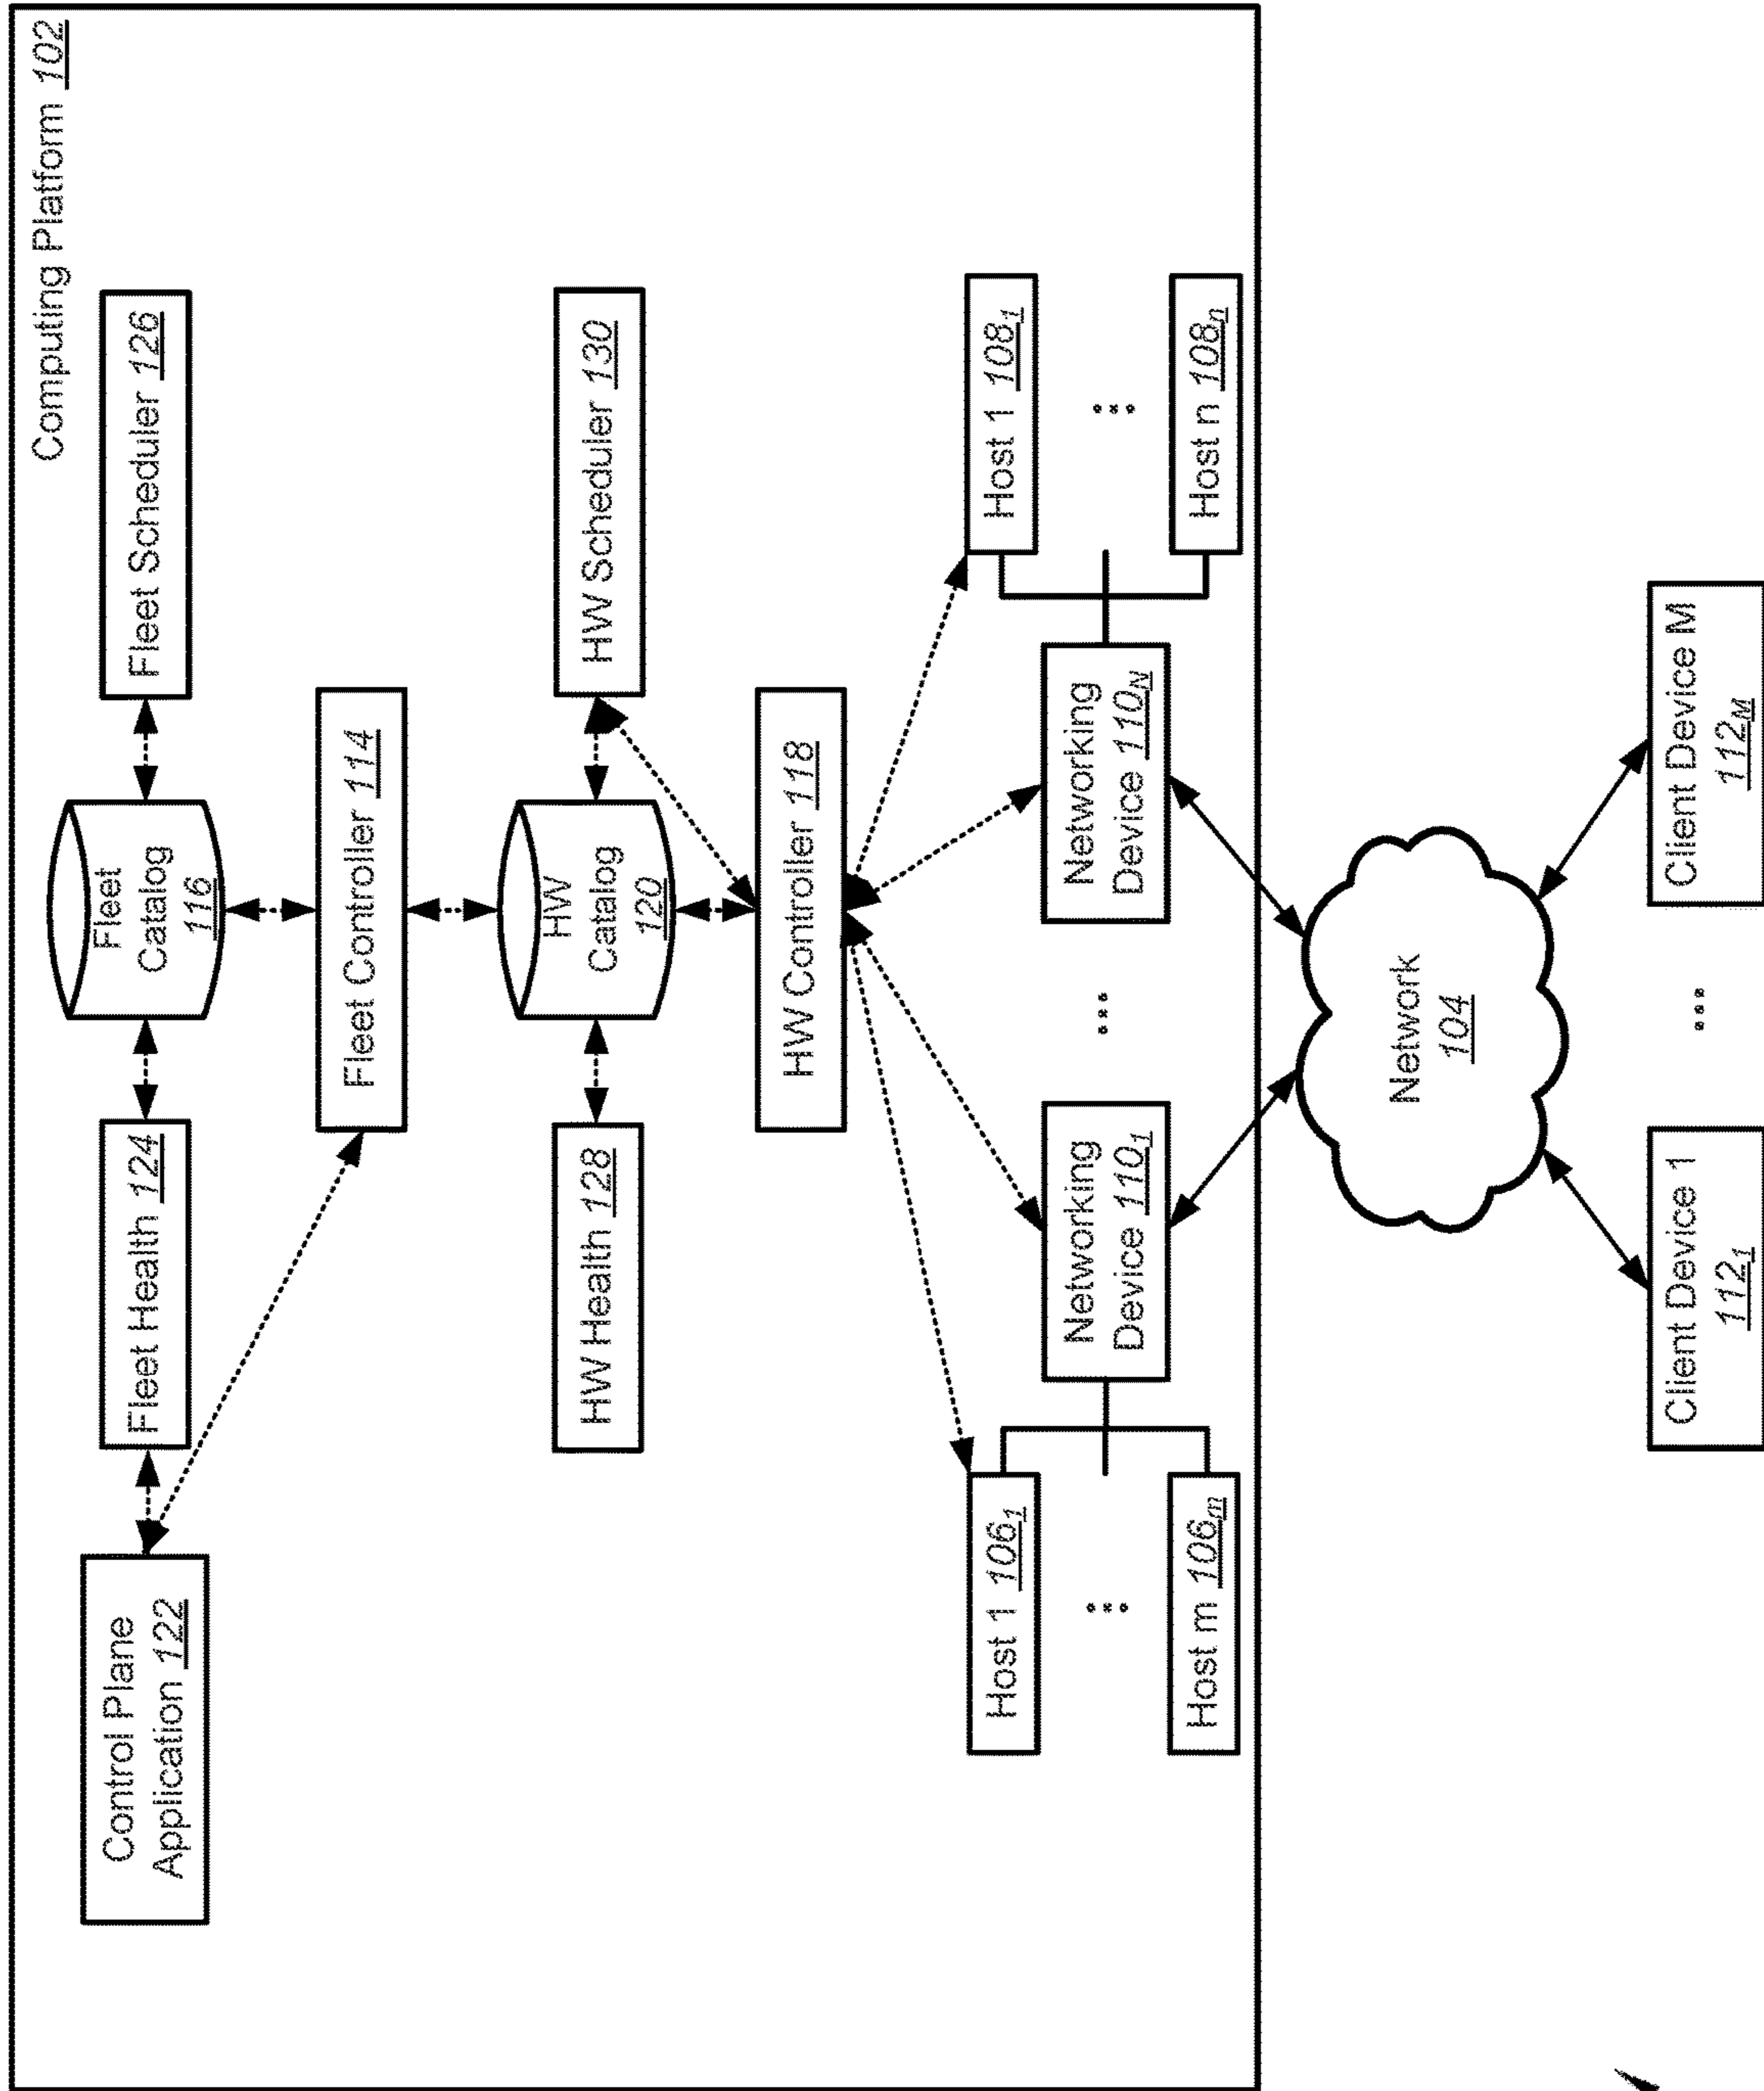 Computing Platform 102
Control Plane
Application 122
Fleet Health 124
Fleet
Catalog
116
Fleet Scheduler 126
Fleet Controller 114
HW Health 128
HW
Catalog
120
HW Scheduler 130
HW Controller 118
Host 1 106₁
...
Host m 106ₘ
Networking
Device 110₁
...
Networking
Device 110_N
Host 1 108₁
...
Host n 108ₙ
Network
104
Client Device 1
112₁
...
Client Device M
112_M